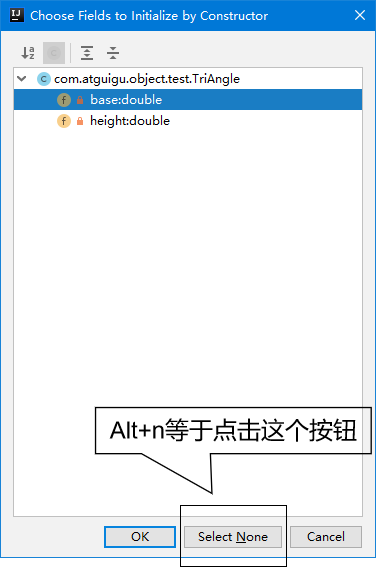 Choose Fields to Initialize by Constructor
com.atguigu.object.test.TriAngle
base:double
height:double
Alt+n等于点击这个按钮
OK Select None Cancel